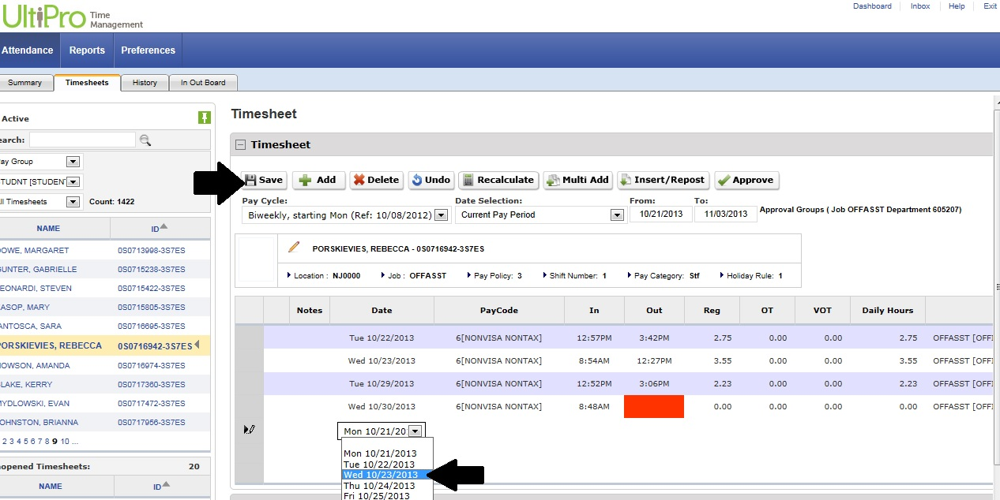 UltiPro Time Management
Dashboard Inbox Help Exit
Attendance Reports Preferences
Summary Timesheets History In Out Board
Active
earch:
ay Group
TUDNT [STUDEN
ll Timesheets Count: 1422
NAME ID
OWE, MARGARET 0S0713998-3S7ES
UNTER, GABRIELLE 0S0715238-3S7ES
EONARDI, STEVEN 0S0715422-3S7ES
EASOP, MARY 0S0715805-3S7ES
ANTOSCA, SARA 0S0716695-3S7ES
PORSKIEVIES, REBECCA 0S0716942-3S7ES
OWSON, AMANDA 0S0716974-3S7ES
LAKE, KERRY 0S0717360-3S7ES
MYDLOWSKI, EVAN 0S0717472-3S7ES
OHNSTON, BRIANNA 0S0717956-3S7ES
2 3 4 5 6 7 8 9 10 ...
opened Timesheets: 20
NAME ID
Timesheet
Timesheet
Save Add Delete Undo Recalculate Multi Add Insert/Repost Approve
Pay Cycle: Date Selection: From: To:
Biweekly, starting Mon (Ref: 10/08/2012) Current Pay Period 10/21/2013 11/03/2013 Approval Groups ( Job OFFASST Department 605207)
PORSKIEVIES, REBECCA - 0S0716942-3S7ES
Location : NJ0000 Job : OFFASST Pay Policy: 3 Shift Number: 1 Pay Category: Stf Holiday Rule: 1
Notes Date PayCode In Out Reg OT VOT Daily Hours
Tue 10/22/2013 6[NONVISA NONTAX] 12:57PM 3:42PM 2.75 0.00 0.00 2.75 OFFASST [OFF
Wed 10/23/2013 6[NONVISA NONTAX] 8:54AM 12:27PM 3.55 0.00 0.00 3.55 OFFASST [OFF
Tue 10/29/2013 6[NONVISA NONTAX] 12:52PM 3:06PM 2.23 0.00 0.00 2.23 OFFASST [OFF
Wed 10/30/2013 6[NONVISA NONTAX] 8:48AM 0.00 0.00 0.00 0.00 OFFASST [OFF
Mon 10/21/20
Mon 10/21/2013
Tue 10/22/2013
Wed 10/23/2013
Thu 10/24/2013
Fri 10/25/2013